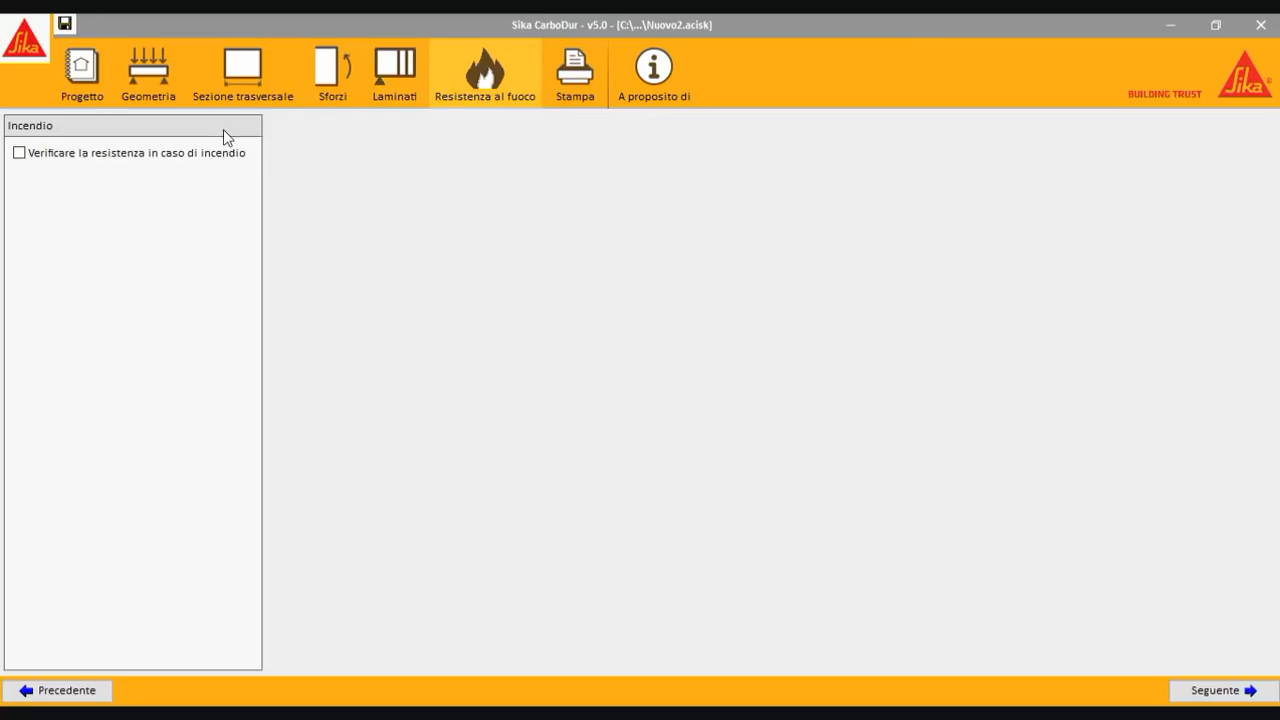 Sika CarboDur - v5.0 - [C:\...\Nuovo2.acisk]
Sika
Progetto
Geometria
Sezione trasversale
Sforzi
Laminati
Resistenza al fuoco
Stampa
A proposito di
BUILDING TRUST
Sika
Incendio
Verificare la resistenza in caso di incendio
Precedente
Seguente